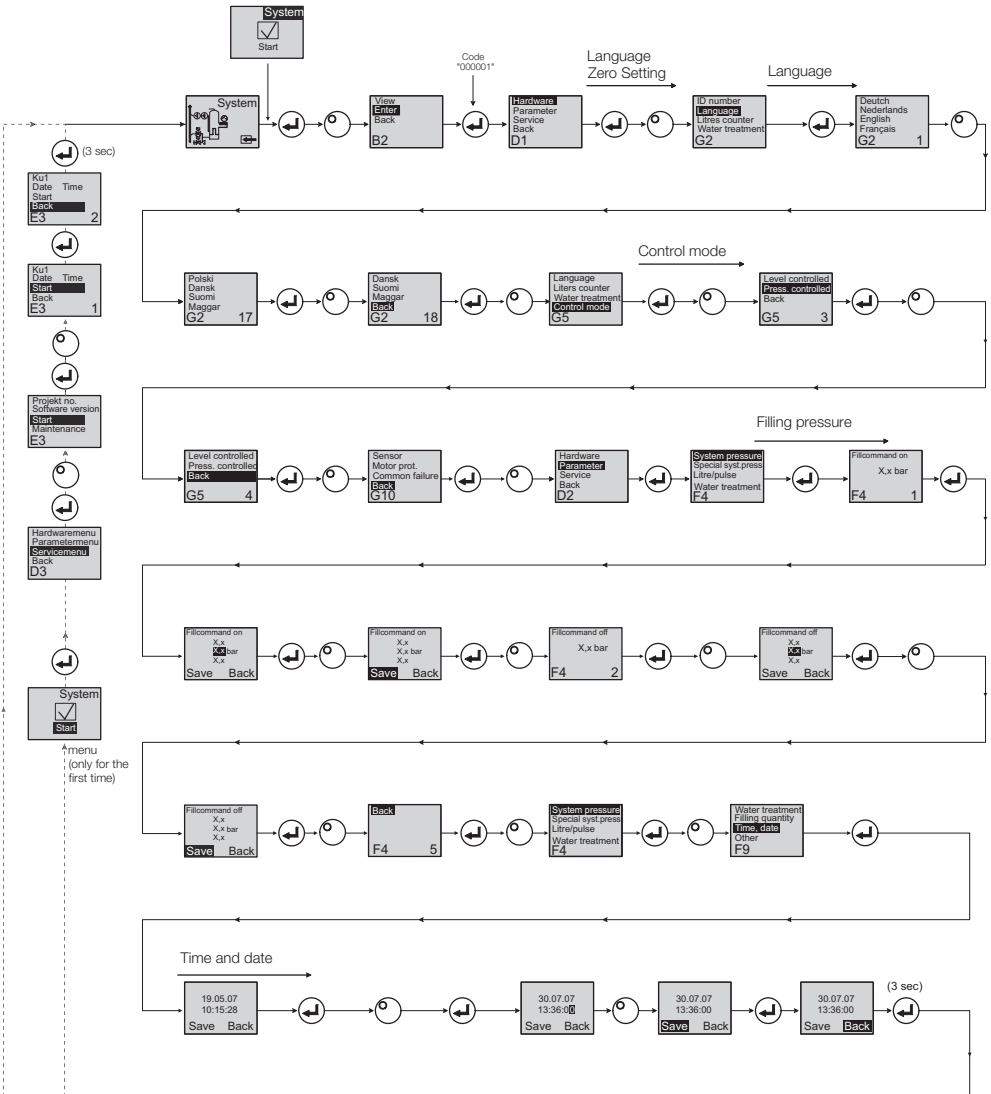 System
Start
Code
"000001"
Language
Zero Setting
Language
System
View
Enter
Back
B2
Hardware
Parameter
Service
Back
D1
ID number
Language
Litres counter
Water treatment
G2
Deutch
Nederlands
English
Français
G2 1
(3 sec)
Ku1
Date Time
Start
Back
E3 2
Ku1
Date Time
Start
Back
E3 1
Projekt no.
Software version
Start
Maintenance
E3
Hardwaremenu
Parametermenu
Servicemenu
Back
D3
System
Start
menu
(only for the
first time)
Control mode
Polski
Dansk
Suomi
Maggar
G2 17
Dansk
Suomi
Maggar
Back
G2 18
Language
Liters counter
Water treatment
Control mode
G5
Level controlled
Press. controlled
Back
G5 3
Filling pressure
Level controlled
Press. controlled
Back
G5 4
Sensor
Motor prot.
Common failure
Back
G10
Hardware
Parameter
Service
Back
D2
System pressure
Special syst.press
Litre/pulse
Water treatment
F4
Fillcommand on
X,x bar
F4 1
Fillcommand on
X,x
X,x bar
X,x
Save Back
Fillcommand on
X,x
X,x bar
X,x
Save Back
Fillcommand off
X,x bar
F4 2
Fillcommand off
X,x
X,x bar
X,x
Save Back
Fillcommand off
X,x
X,x bar
X,x
Save Back
Back
F4 5
System pressure
Special syst.press
Litre/pulse
Water treatment
F4
Water treatment
Filling quantity
Time, date
Other
F9
Time and date
19.05.07
10:15:28
Save Back
30.07.07
13:36:00
Save Back
30.07.07
13:36:00
Save Back
30.07.07
13:36:00
Save Back
(3 sec)